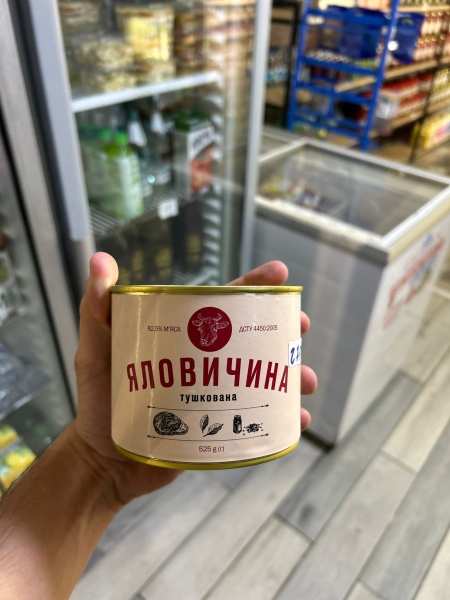 82,5% М'ЯСА ДСТУ 4450:2005
ЯЛОВИЧИНА
тушкована
525 g (г)